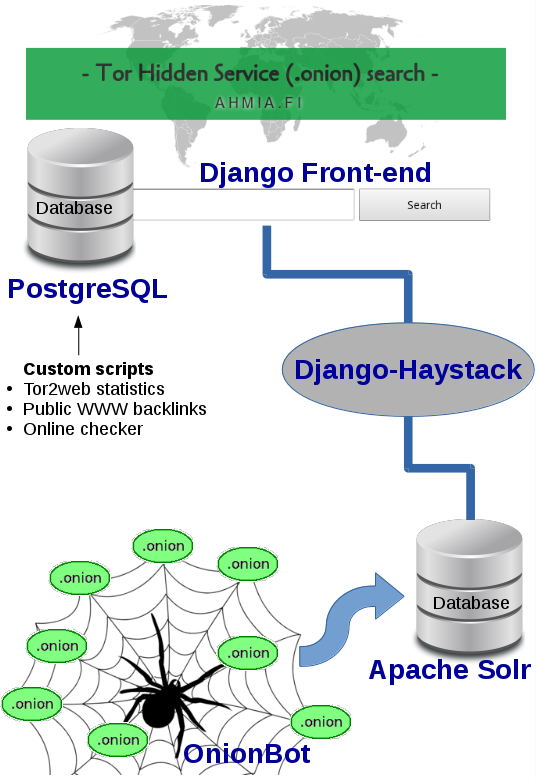 - Tor Hidden Service (.onion) search -
AHMIA.FI
Django Front-end
Database
Search
PostgreSQL
Custom scripts
• Tor2web statistics
• Public WWW backlinks
• Online checker
Django-Haystack
.onion
.onion
.onion
Database
.onion
.onion
Apache Solr
.onion
.onion
.onion
OnionBot